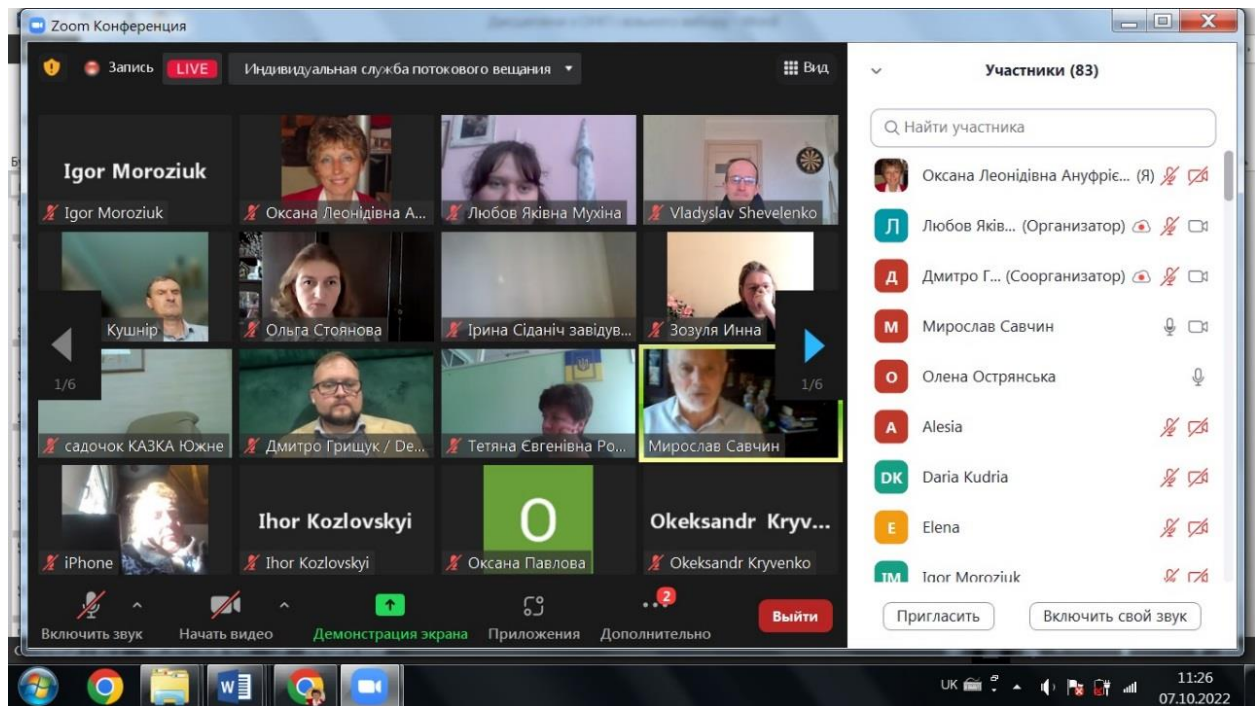 Zoom Конференция
Запись LIVE Индивидуальная служба потокового вещания Вид
Igor Moroziuk
Igor Moroziuk
Оксана Леонідівна А...
Любов Яківна Мухіна
Vladyslav Shevelenko
Кушнір
Ольга Стоянова
Ірина Сіданіч завідув...
Зозуля Инна
1/6
1/6
садочок КАЗКА Южне
Дмитро Грищук / De...
Тетяна Євгенівна Ро...
Мирослав Савчин
iPhone
Ihor Kozlovskyi
Ihor Kozlovskyi
О
Оксана Павлова
Okeksandr Kryv...
Okeksandr Kryvenko
Включить звук
Начать видео
Демонстрация экрана
Приложения
2
Дополнительно
Выйти
Участники (83)
Найти участника
Оксана Леонідівна Ануфріє... (Я)
Л Любов Яків... (Организатор)
Д Дмитро Г... (Соорганизатор)
М Мирослав Савчин
О Олена Острянська
A Alesia
DK Daria Kudria
E Elena
IM Igor Moroziuk
Пригласить
Включить свой звук
UK
11:26
07.10.2022